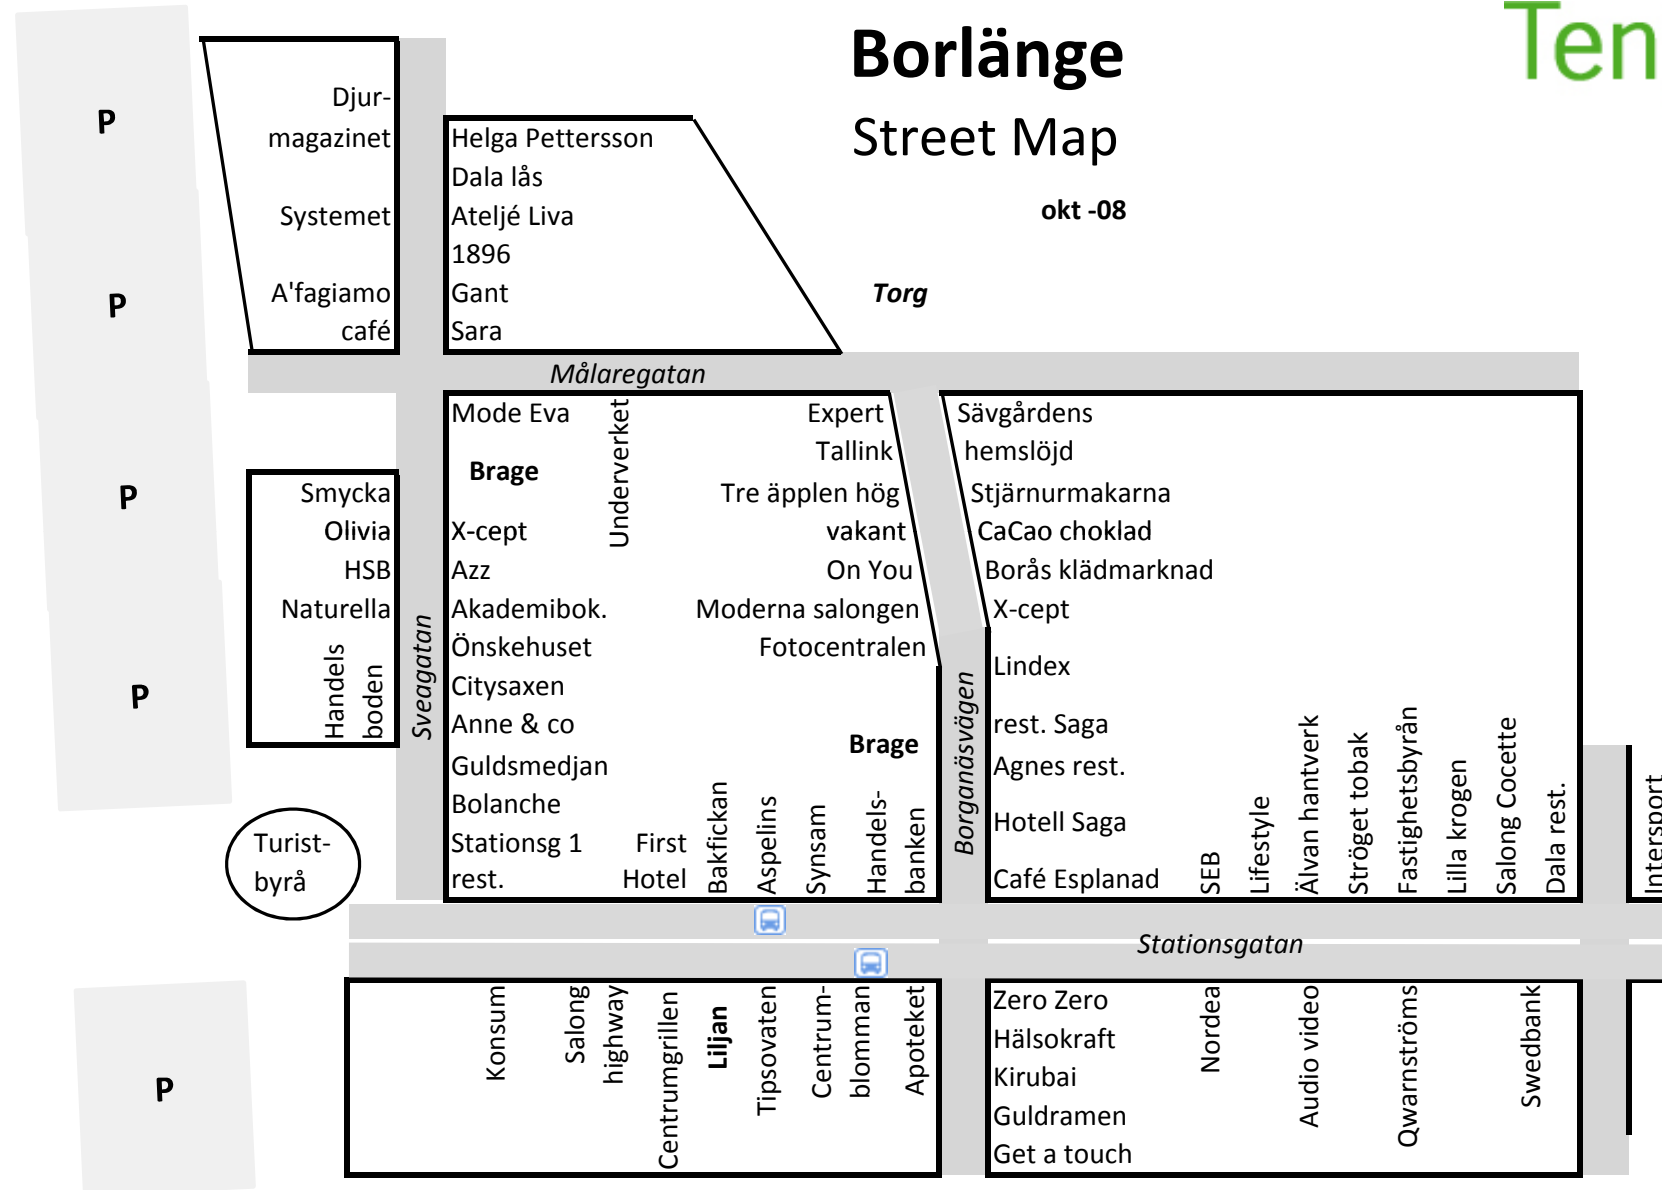 Borlänge
Street Map
okt -08
Ten
P
P
P
P
P
Djur-
magazinet
Systemet
A'fagiamo
café
Helga Pettersson
Dala lås
Ateljé Liva
1896
Gant
Sara
Torg
Målaregatan
Smycka
Olivia
HSB
Naturella
Handels
boden
Sveagatan
Turist-
byrå
Mode Eva
Brage
X-cept
Azz
Akademibok.
Önskehuset
Citysaxen
Anne & co
Guldsmedjan
Bolanche
Stationsg 1
rest.
Underverket
Expert
Tallink
Tre äpplen hög
vakant
On You
Moderna salongen
Fotocentralen
Brage
First
Hotel
Bakfickan
Aspelins
Synsam
Handels-
banken
Borganäsvägen
Sävgårdens
hemslöjd
Stjärnurmakarna
CaCao choklad
Borås klädmarknad
X-cept
Lindex
rest. Saga
Agnes rest.
Hotell Saga
Café Esplanad
SEB
Lifestyle
Älvan hantverk
Ströget tobak
Fastighetsbyrån
Lilla krogen
Salong Cocette
Dala rest.
Intersport
Stationsgatan
Konsum
Salong
highway
Centrumgrillen
Liljan
Tipsovaten
Centrum-
blomman
Apoteket
Zero Zero
Hälsokraft
Kirubai
Guldramen
Get a touch
Nordea
Audio video
Qwarnströms
Swedbank